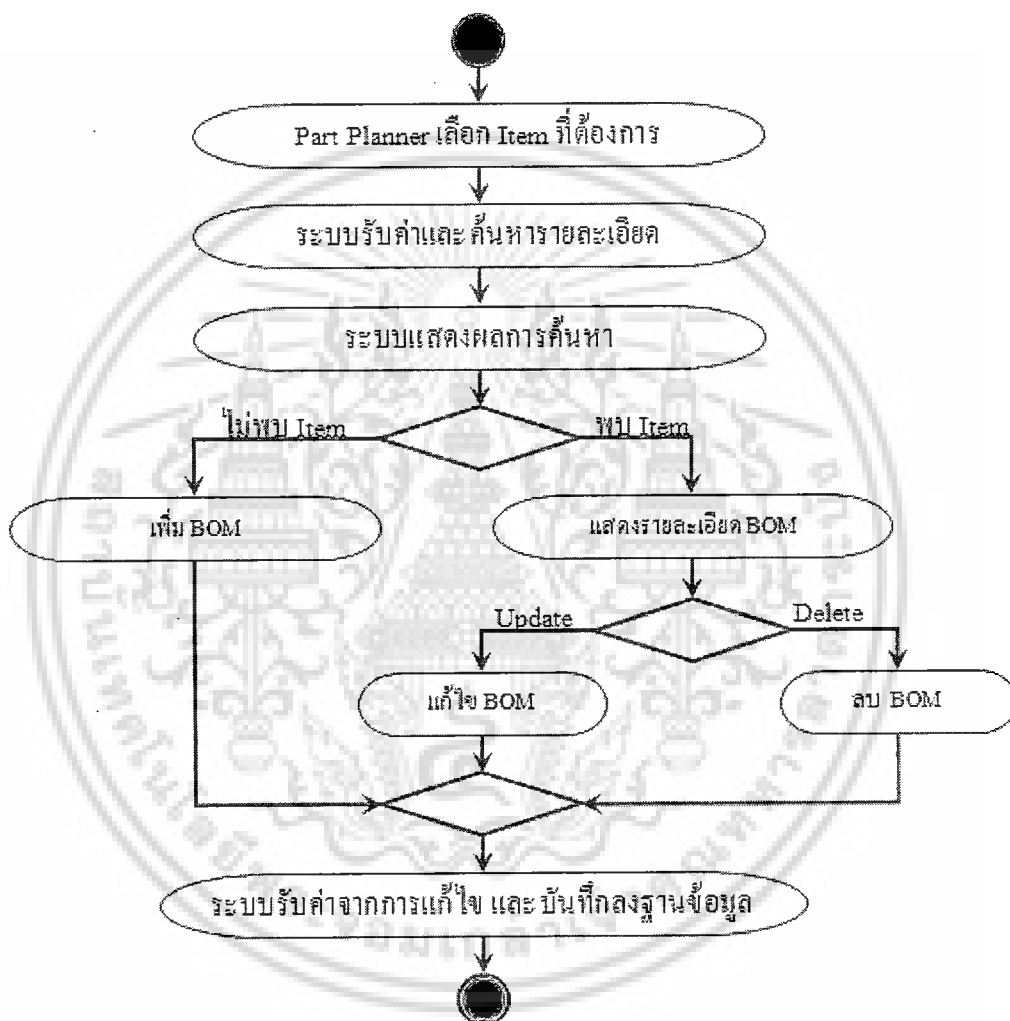 Part Planner เลือก Item ที่ต้องการ
ระบบรับค่าและค้นหารายละเอียด
ระบบแสดงผลการค้นหา
ไม่พบ Item
พบ Item
เพิ่ม BOM
แสดงรายละเอียด BOM
Update
Delete
แก้ไข BOM
ลบ BOM
ระบบรับค่าจากการแก้ไข และ บันทึกลงฐานข้อมูล